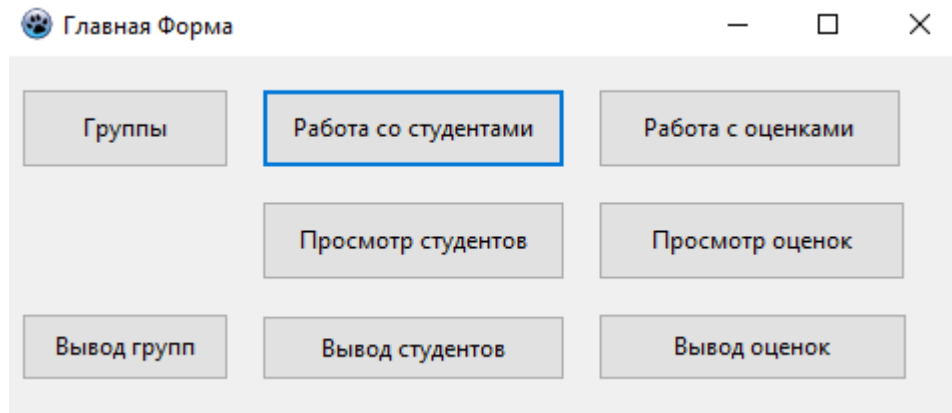 Главная Форма
Группы
Работа со студентами
Работа с оценками
Просмотр студентов
Просмотр оценок
Вывод групп
Вывод студентов
Вывод оценок